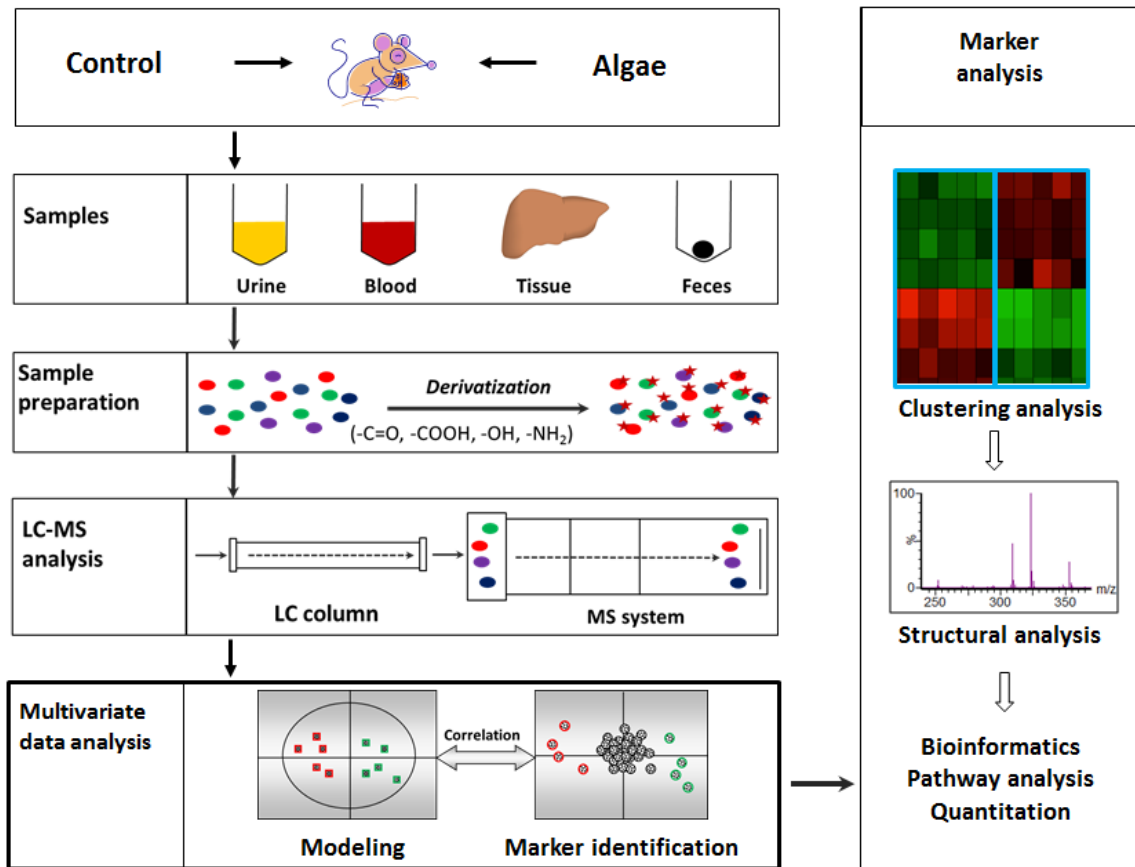 Control
Algae
Samples
Urine
Blood
Tissue
Feces
Sample
preparation
Derivatization
(-C=O, -COOH, -OH, -NH₂)
LC-MS
analysis
LC column
MS system
Multivariate
data analysis
Correlation
Modeling
Marker identification
Marker
analysis
Clustering analysis
100
%
0
250
300
350
m/z
Structural analysis
Bioinformatics
Pathway analysis
Quantitation